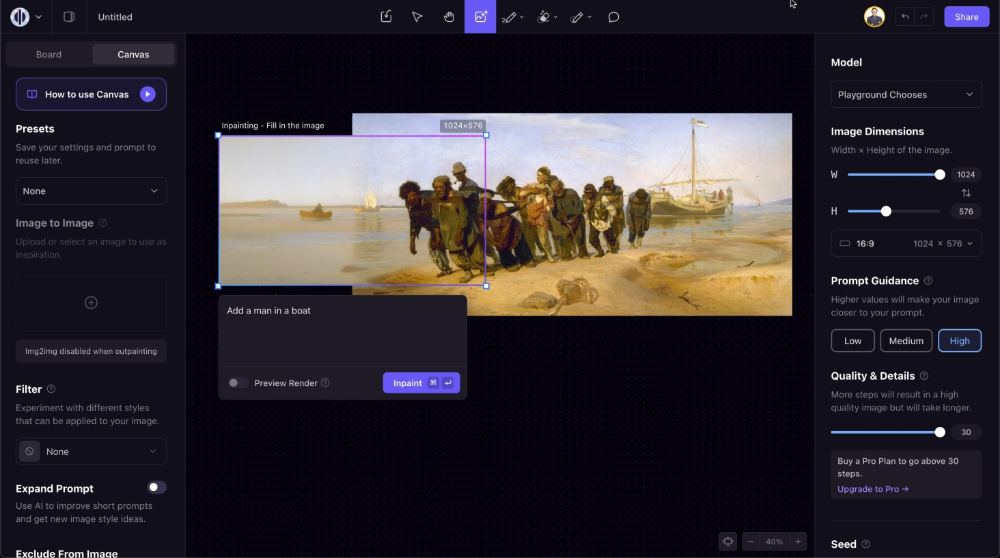 Untitled
Share
Board
Canvas
How to use Canvas
Presets
Save your settings and prompt to
reuse later.
None
Image to Image
Upload or select an image to use as
inspiration.
Img2img disabled when outpainting
Filter
Experiment with different styles
that can be applied to your image.
None
Expand Prompt
Use AI to improve short prompts
and get new image style ideas.
Exclude From Image
Inpainting - Fill in the image
1024×576
Add a man in a boat
Preview Render
Inpaint ⌘ ↵
40%
Model
Playground Chooses
Image Dimensions
Width × Height of the image.
W 1024
H 576
16:9 1024 × 576
Prompt Guidance
Higher values will make your image
closer to your prompt.
Low Medium High
Quality & Details
More steps will result in a high
quality image but will take longer.
30
Buy a Pro Plan to go above 30
steps.
Upgrade to Pro →
Seed